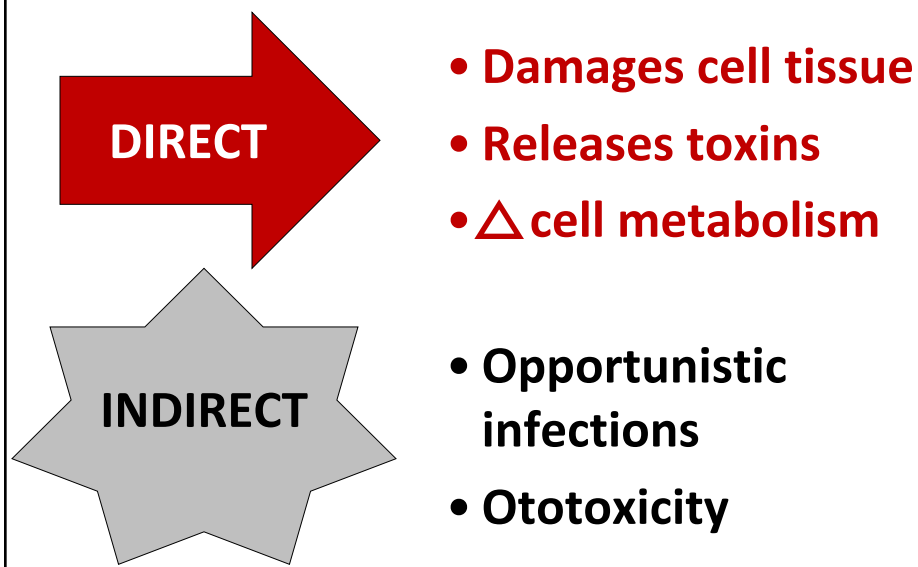 DIRECT
• Damages cell tissue
• Releases toxins
• △ cell metabolism
INDIRECT
• Opportunistic
infections
• Ototoxicity